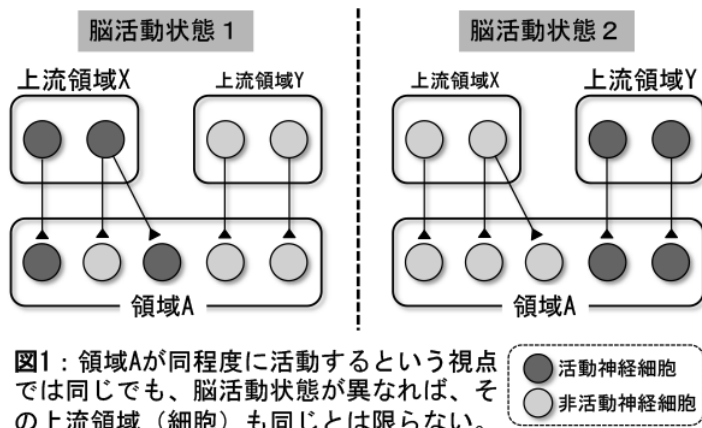 脳活動状態1
脳活動状態2
上流領域X
上流領域Y
上流領域X
上流領域Y
領域A
領域A
図1：領域Aが同程度に活動するという視点
では同じでも、脳活動状態が異なれば、そ
の上流領域（細胞）も同じとは限らない。
活動神経細胞
非活動神経細胞